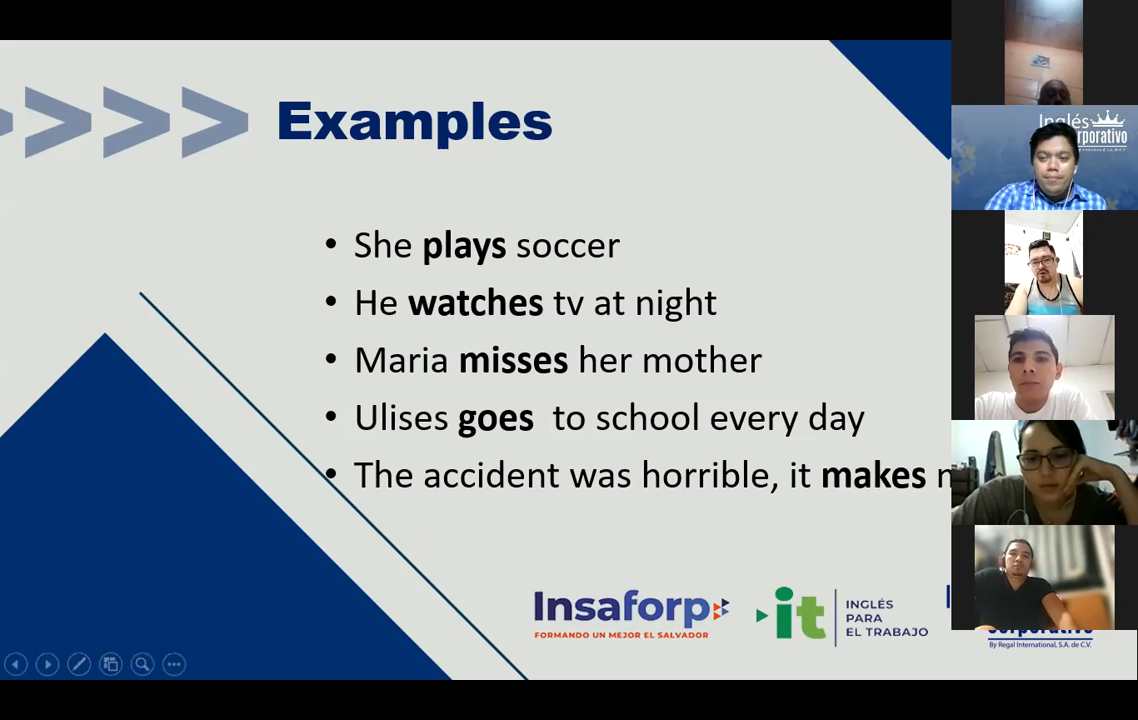 Examples
• She plays soccer
• He watches tv at night
• Maria misses her mother
• Ulises goes  to school every day
• The accident was horrible, it makes
Insaforp
FORMANDO UN MEJOR EL SALVADOR
it
INGLÉS
PARA
EL TRABAJO
By Regal International, S.A. de C.V.
Inglés